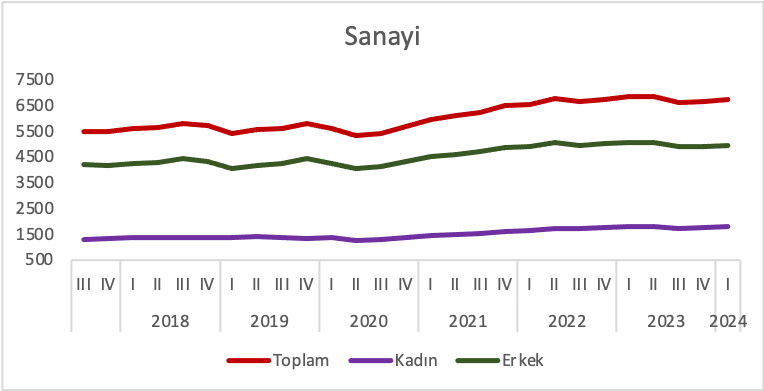 Sanayi
7500
6500
5500
4500
3500
2500
1500
500
III IV I II III IV I II III IV I II III IV I II III IV I II III IV I II III IV I
2018 2019 2020 2021 2022 2023 2024
Toplam Kadın Erkek